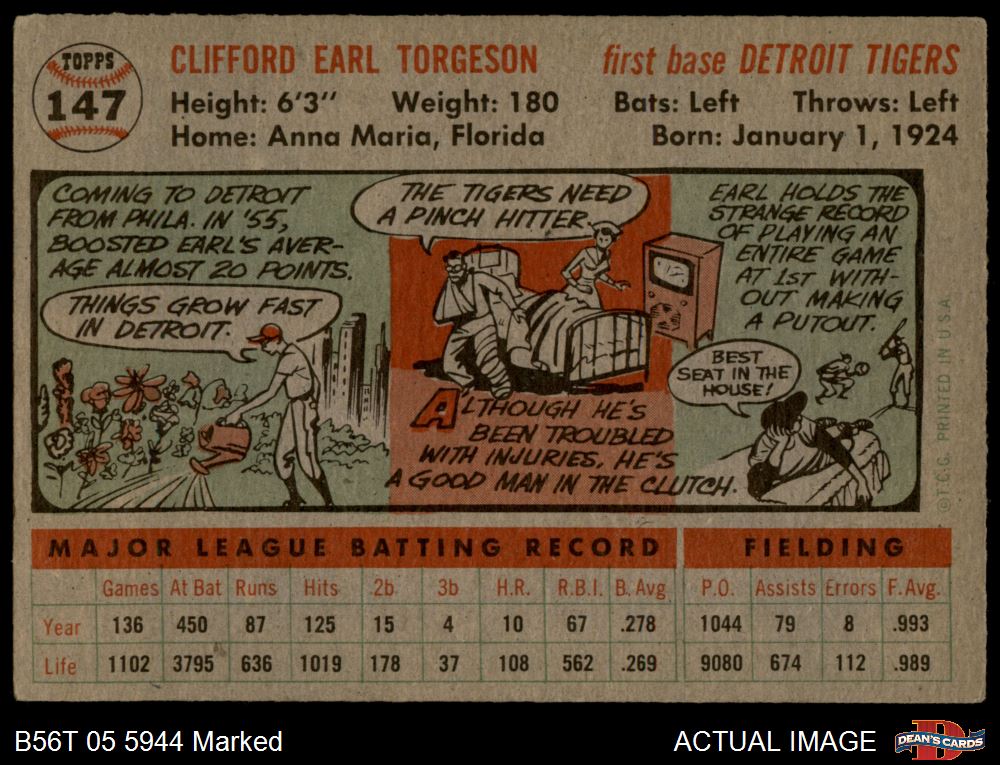 TOPPS
147
CLIFFORD EARL TORGESON
first base DETROIT TIGERS
Height: 6'3" Weight: 180 Bats: Left Throws: Left
Home: Anna Maria, Florida Born: January 1, 1924
COMING TO DETROIT
FROM PHILA. IN '55,
BOOSTED EARL'S AVER-
AGE ALMOST 20 POINTS.
THINGS GROW FAST
IN DETROIT.
THE TIGERS NEED
A PINCH HITTER.
ALTHOUGH HE'S
BEEN TROUBLED
WITH INJURIES, HE'S
A GOOD MAN IN THE CLUTCH.
EARL HOLDS THE
STRANGE RECORD
OF PLAYING AN
ENTIRE GAME
AT 1ST WITH-
OUT MAKING
A PUTOUT.
BEST
SEAT IN THE
HOUSE!
© T.C.G. PRINTED IN U.S.A.
MAJOR LEAGUE BATTING RECORD FIELDING
Games At Bat Runs Hits 2b 3b H.R. R.B.I. B. Avg P.O. Assists Errors F. Avg.
Year 136 450 87 125 15 4 10 67 .278 1044 79 8 .993
Life 1102 3795 636 1019 178 37 108 562 .269 9080 674 112 .989
B56T 05 5944 Marked
ACTUAL IMAGE
D
DEAN'S CARDS